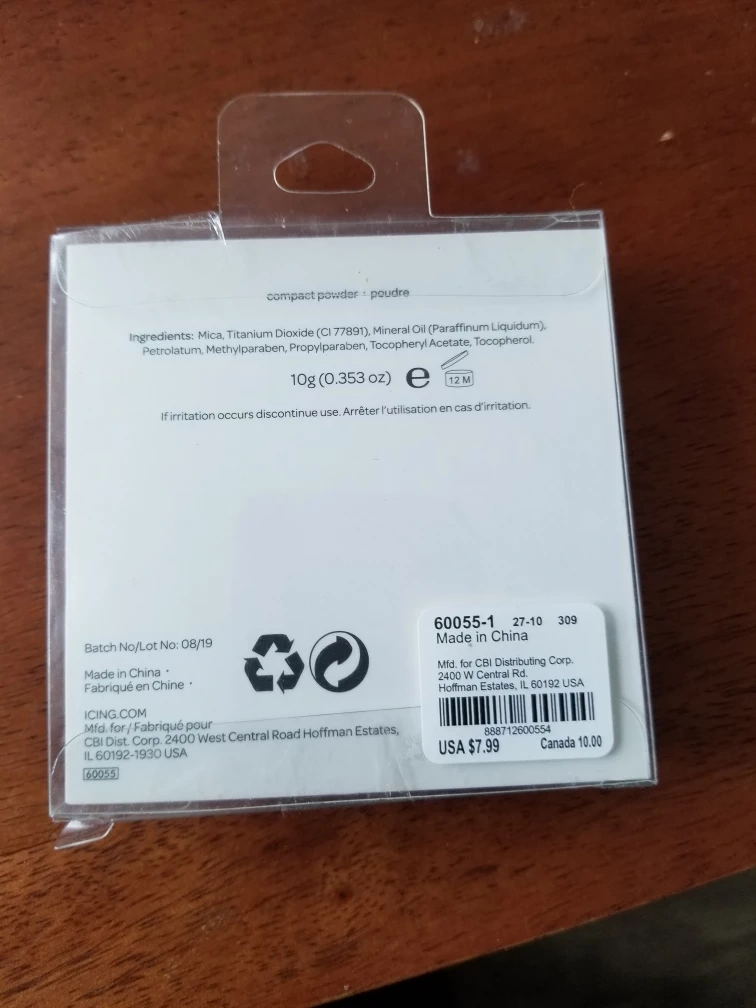 compact powder • poudre
Ingredients: Mica, Titanium Dioxide (CI 77891), Mineral Oil (Paraffinum Liquidum),
Petrolatum, Methylparaben, Propylparaben, Tocopheryl Acetate, Tocopherol.
10g (0.353 oz) e 12 M
If irritation occurs discontinue use. Arrêter l'utilisation en cas d'irritation.
Batch No/Lot No: 08/19
Made in China •
Fabriqué en Chine •
ICING.COM
Mfd. for / Fabriqué pour
CBI Dist. Corp. 2400 West Central Road Hoffman Estates,
IL 60192-1930 USA
60055
60055-1 27-10 309
Made in China
Mfd. for CBI Distributing Corp.
2400 W Central Rd.
Hoffman Estates, IL 60192 USA
888712600554
USA $7.99 Canada 10.00